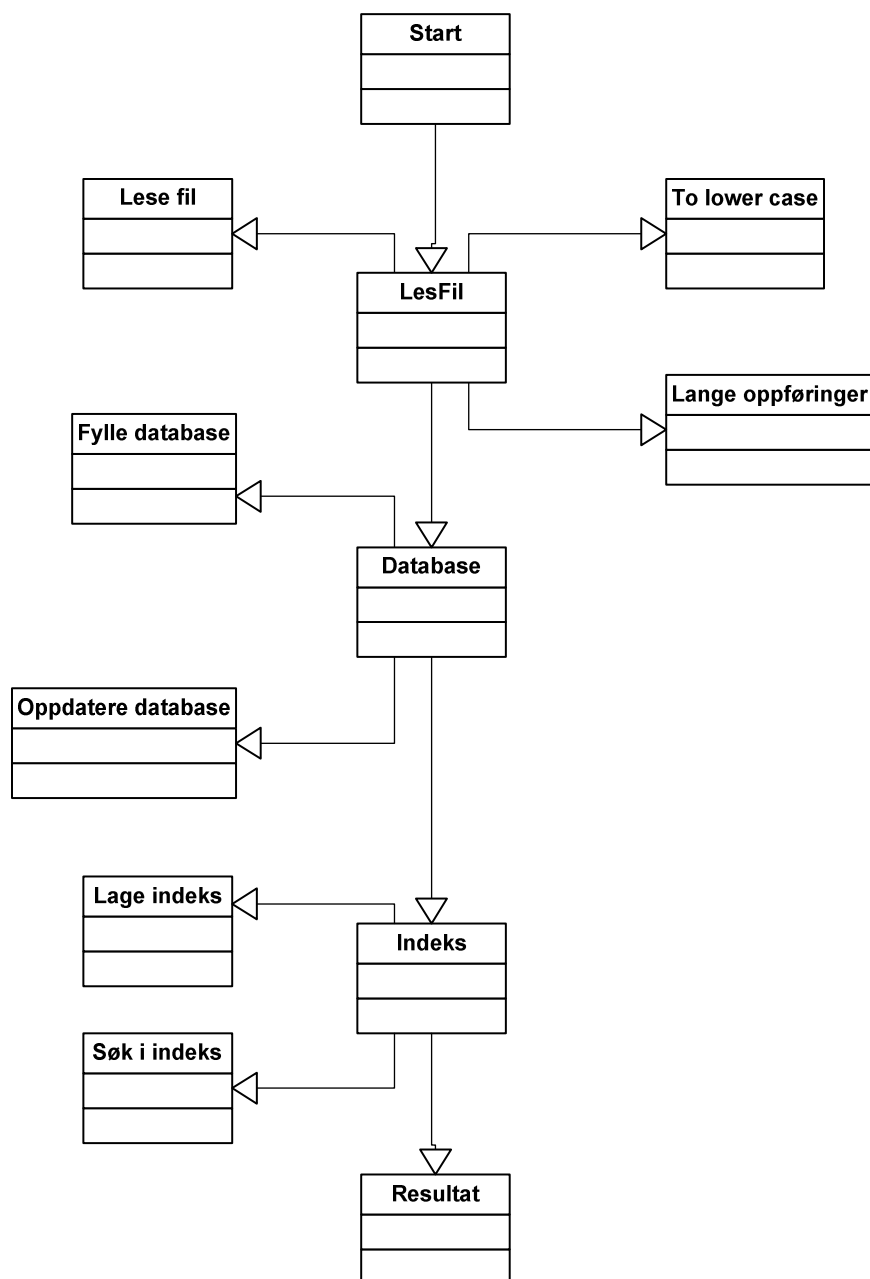 Start
Lese fil
To lower case
LesFil
Lange oppføringer
Fylle database
Database
Oppdatere database
Lage indeks
Indeks
Søk i indeks
Resultat